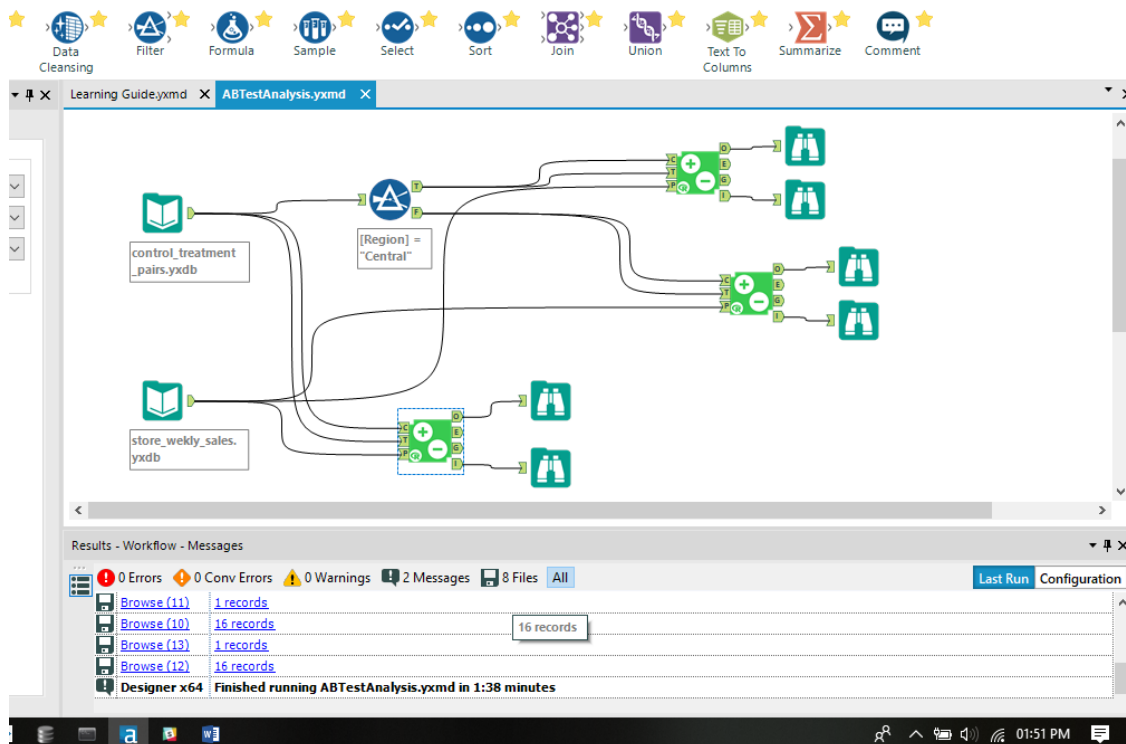 Data
Cleansing
Filter
Formula
Sample
Select
Sort
Join
Union
Text To
Columns
Summarize
Comment
Learning Guide.yxmd X ABTestAnalysis.yxmd X
control_treatment
_pairs.yxdb
[Region] =
"Central"
T
F
C
T
P
R
O
E
G
I
C
T
P
R
O
E
G
I
store_wekly_sales.
yxdb
C
T
P
R
O
E
G
I
Results - Workflow - Messages
0 Errors 0 Conv Errors 0 Warnings 2 Messages 8 Files All
Last Run Configuration
Browse (11) 1 records
Browse (10) 16 records
16 records
Browse (13) 1 records
Browse (12) 16 records
Designer x64 Finished running ABTestAnalysis.yxmd in 1:38 minutes
a
W
01:51 PM